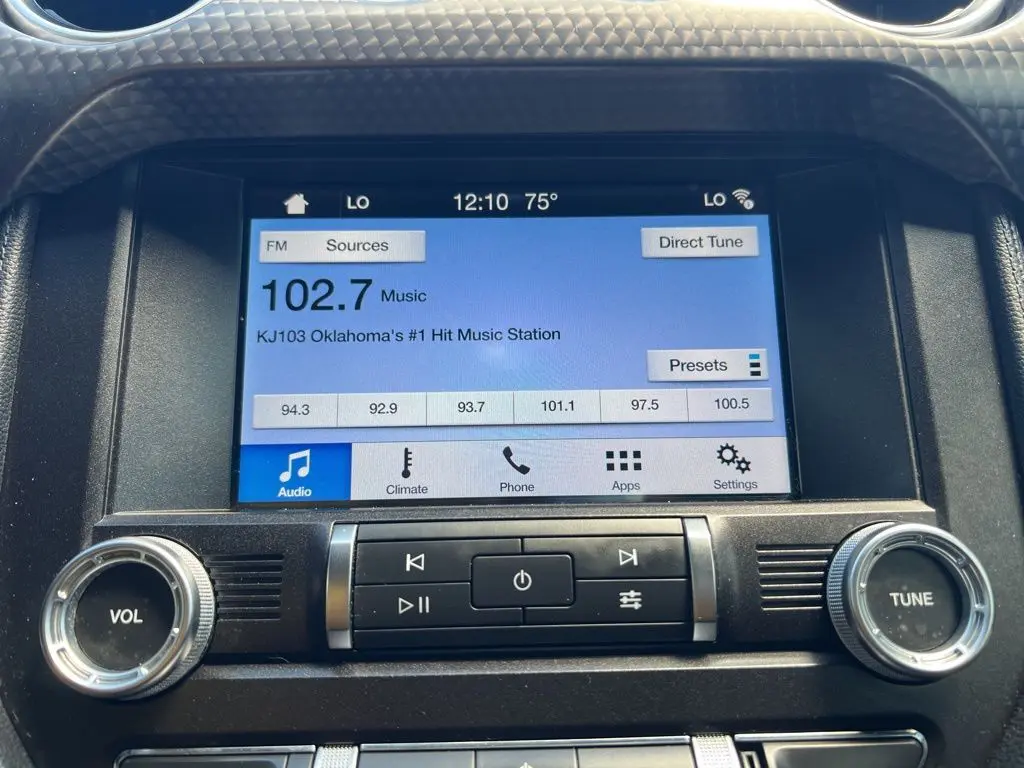 LO 12:10 75° LO
FM Sources
Direct Tune
102.7 Music
KJ103 Oklahoma's #1 Hit Music Station
Presets
94.3 92.9 93.7 101.1 97.5 100.5
Audio Climate Phone Apps Settings
VOL
TUNE